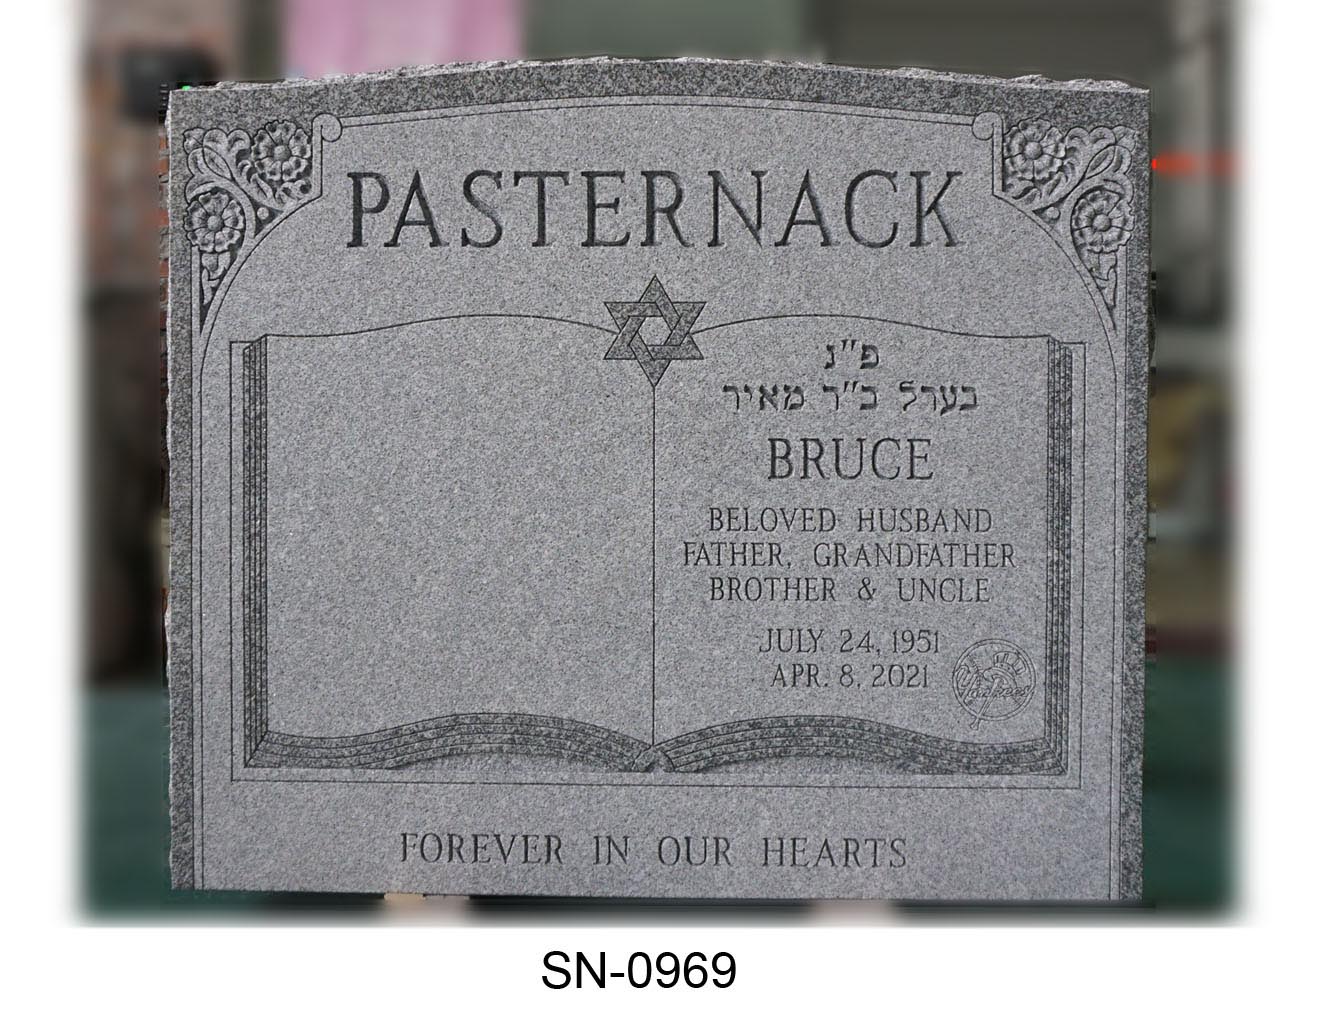 PASTERNACK
פ"נ
בערל ב"ר מאיר
BRUCE
BELOVED HUSBAND
FATHER, GRANDFATHER
BROTHER & UNCLE
JULY 24, 1951
APR. 8, 2021
Yankees
FOREVER IN OUR HEARTS
SN-0969